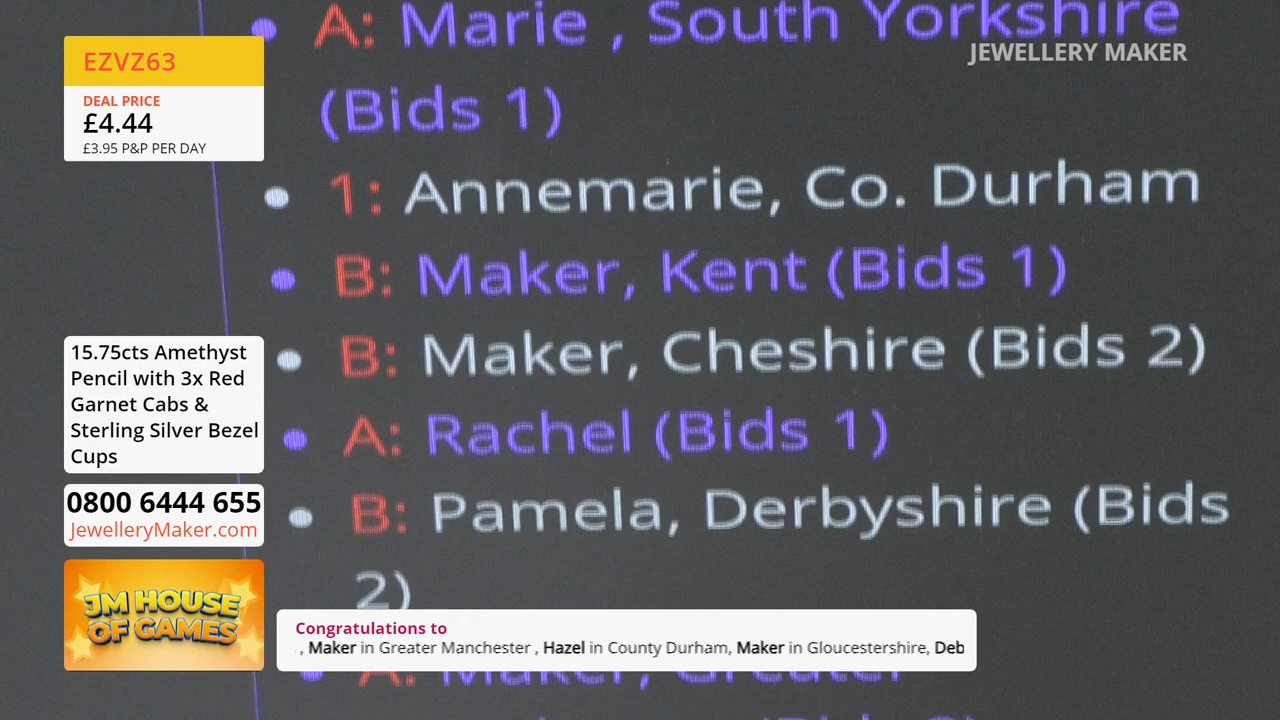 A: Marie , South Yorkshire
(Bids 1)
1: Annemarie, Co. Durham
B: Maker, Kent (Bids 1)
B: Maker, Cheshire (Bids 2)
A: Rachel (Bids 1)
B: Pamela, Derbyshire (Bids
2)
A: Maker, Greater
JEWELLERY MAKER
EZVZ63
DEAL PRICE
£4.44
£3.95 P&P PER DAY
15.75cts Amethyst
Pencil with 3x Red
Garnet Cabs &
Sterling Silver Bezel
Cups
0800 6444 655
JewelleryMaker.com
JM HOUSE
OF GAMES
Congratulations to
, Maker in Greater Manchester , Hazel in County Durham, Maker in Gloucestershire, Deb